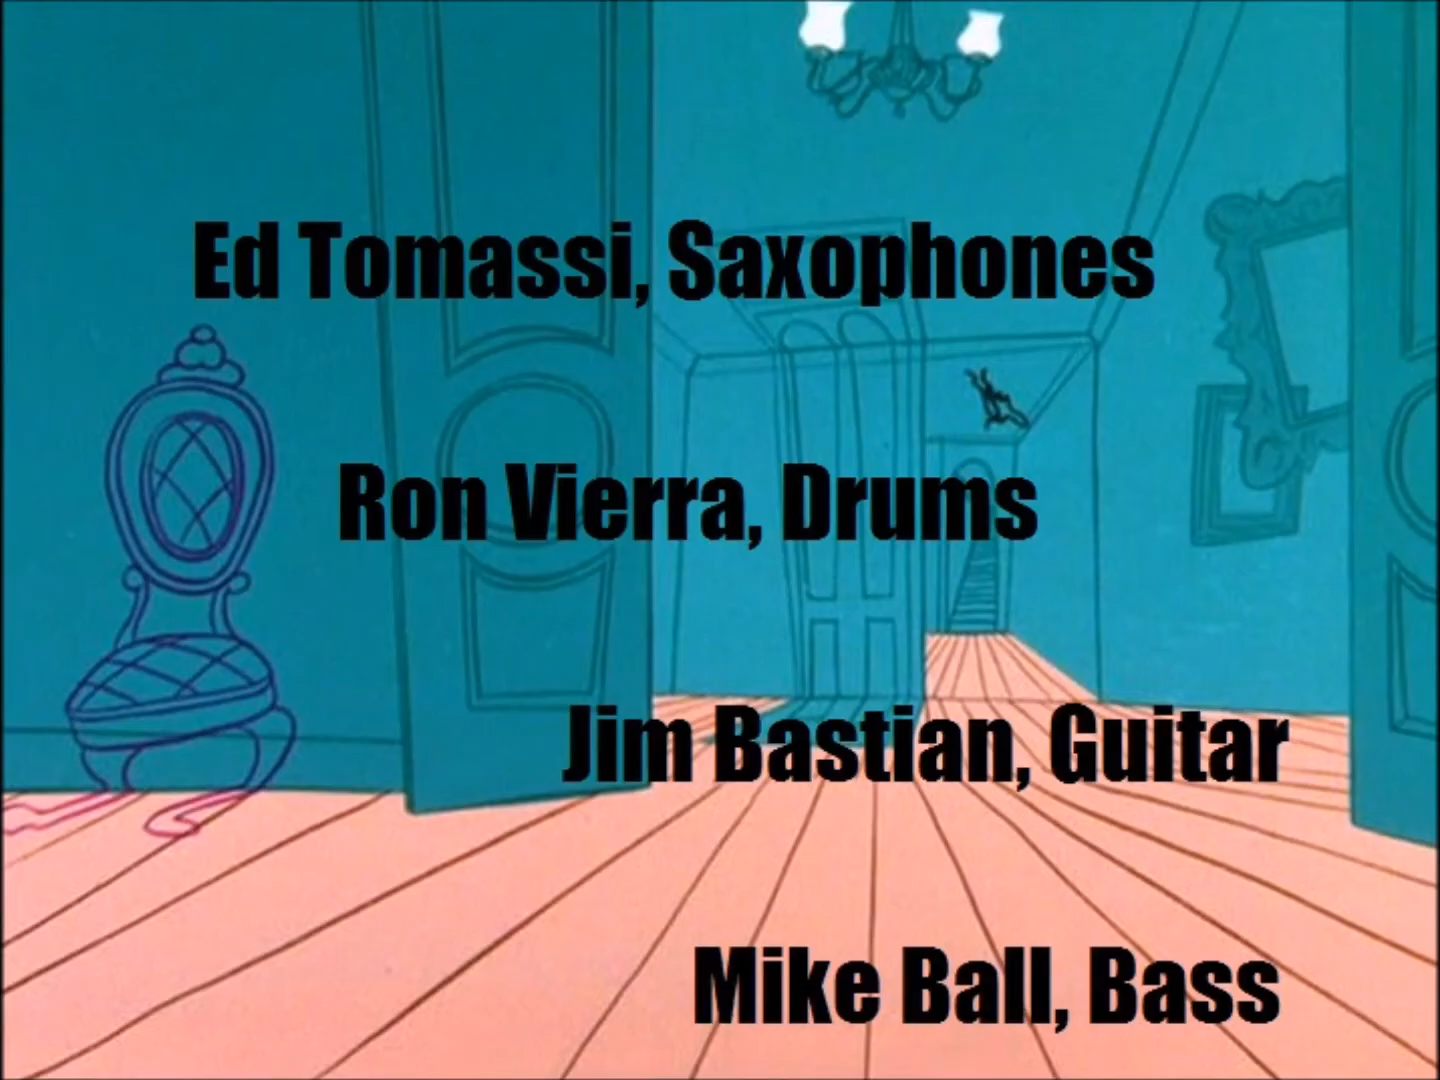 Ed Tomassi, Saxophones
Ron Vierra, Drums
Jim Bastian, Guitar
Mike Ball, Bass